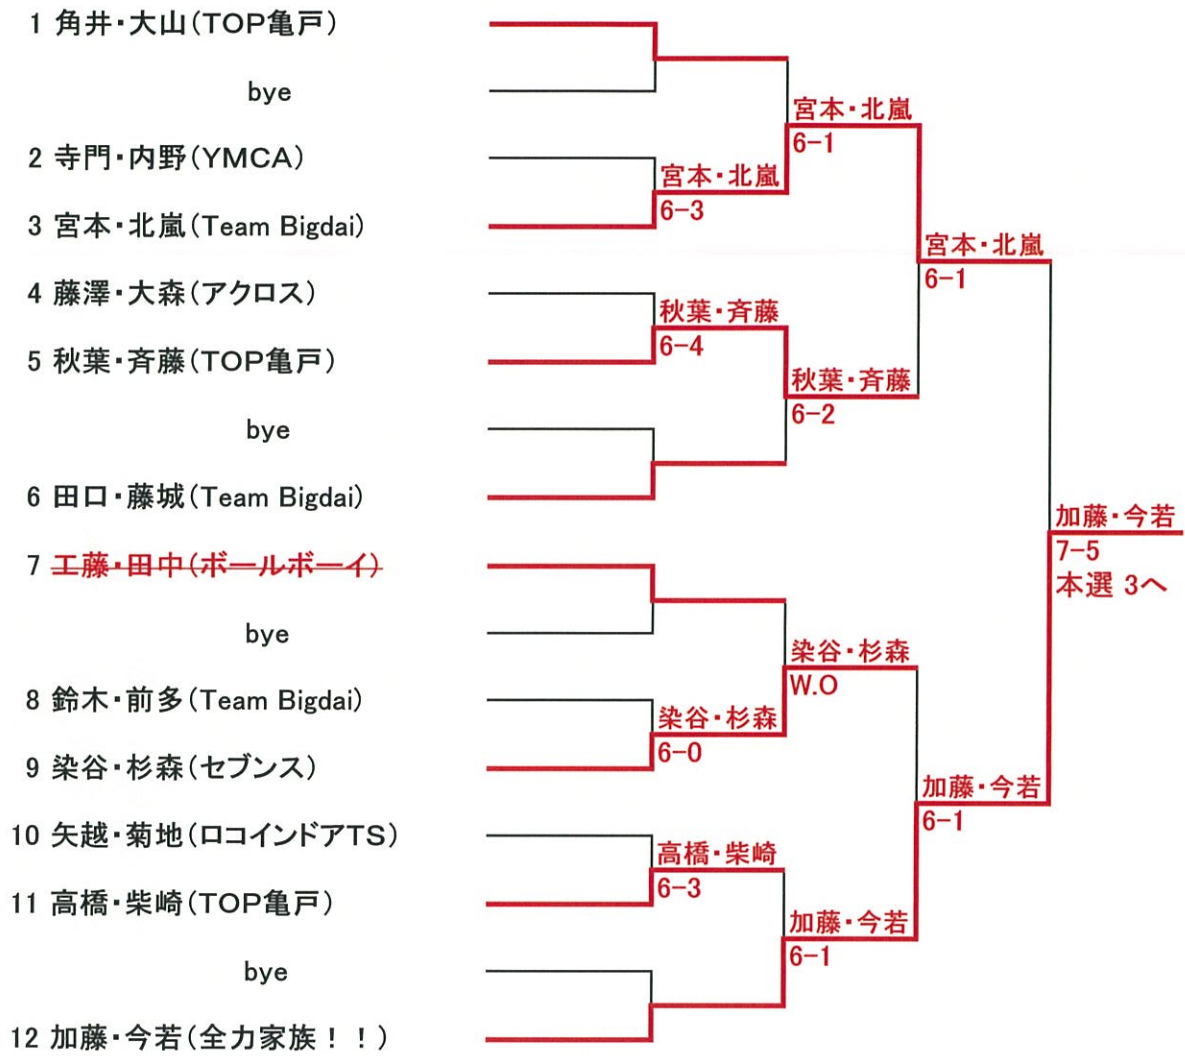 1 角井・大山(TOP亀戸)
bye
2 寺門・内野(YMCA)
3 宮本・北嵐(Team Bigdai)
4 藤澤・大森(アクロス)
5 秋葉・斉藤(TOP亀戸)
bye
6 田口・藤城(Team Bigdai)
7 工藤・田中(ボールボーイ)
bye
8 鈴木・前多(Team Bigdai)
9 染谷・杉森(セブンス)
10 矢越・菊地(ロコインドアTS)
11 高橋・柴崎(TOP亀戸)
bye
12 加藤・今若(全力家族！！)
宮本・北嵐
6-3
秋葉・斉藤
6-4
染谷・杉森
6-0
高橋・柴崎
6-3
宮本・北嵐
6-1
秋葉・斉藤
6-2
染谷・杉森
W.O
加藤・今若
6-1
宮本・北嵐
6-1
加藤・今若
6-1
加藤・今若
7-5
本選 3へ